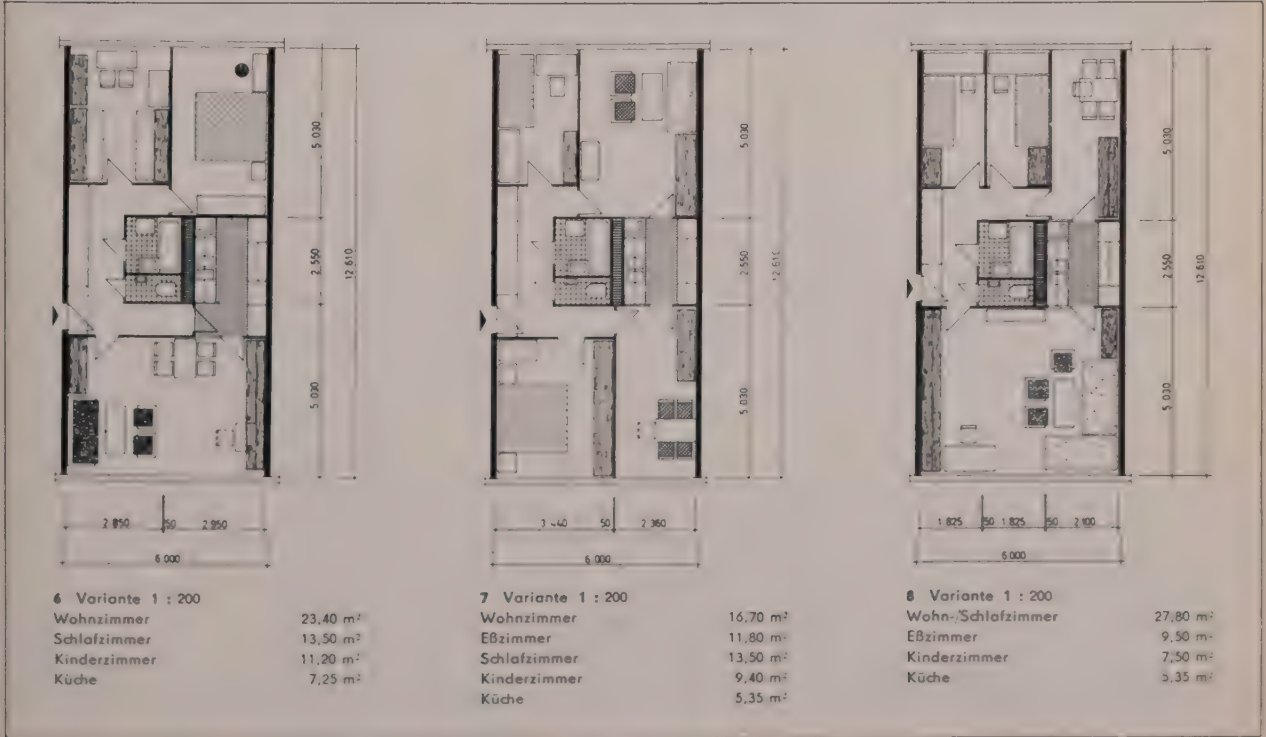 5 030
2 550
12 610
5 030
2 850 50 2 950
6 000
6 Variante 1 : 200
Wohnzimmer 23,40 m²
Schlafzimmer 13,50 m²
Kinderzimmer 11,20 m²
Küche 7,25 m²
5 030
2 550
12 610
5 030
50 2 360
6 000
7 Variante 1 : 200
Wohnzimmer 16,70 m²
Eßzimmer 11,80 m²
Schlafzimmer 13,50 m²
Kinderzimmer 9,40 m²
Küche 5,35 m²
5 030
2 550
12 610
5 030
1 825 50 1 825 50 2 100
6 000
8 Variante 1 : 200
Wohn-/Schlafzimmer 27,80 m²
Eßzimmer 9,50 m²
Kinderzimmer 7,50 m²
Küche 5,35 m²